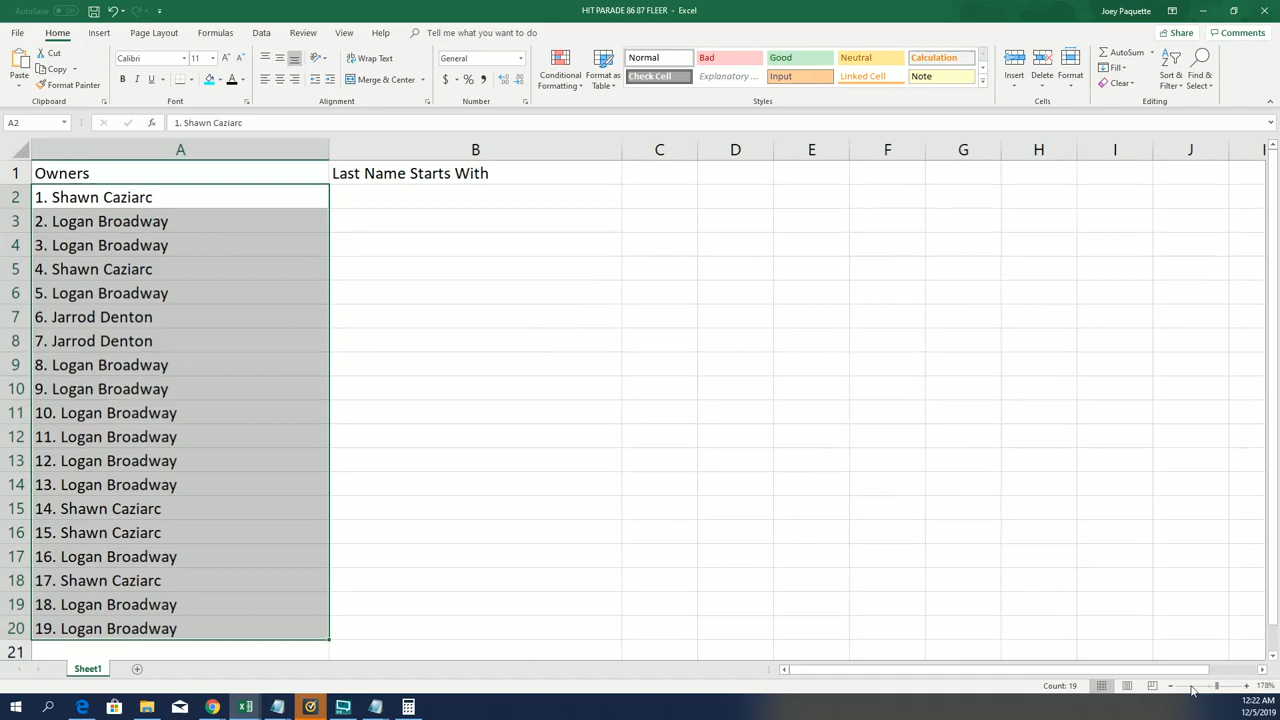 AutoSave Off
HIT PARADE 86 87 FLEER - Excel
Joey Paquette
File Home Insert Page Layout Formulas Data Review View Help Tell me what you want to do
Share Comments
Paste
Cut
Copy
Format Painter
Clipboard
Calibri 11
B I U A
Font
Wrap Text
Merge & Center
Alignment
General
$ % ,
Number
Conditional Formatting
Format as Table
Normal Bad Good Neutral Calculation
Check Cell Explanatory ... Input Linked Cell Note
Styles
Insert Delete Format
Cells
AutoSum
Fill
Clear
Sort & Filter
Find & Select
Editing
A2 fx 1. Shawn Caziarc
A B C D E F G H I J
1 Owners Last Name Starts With
2 1. Shawn Caziarc
3 2. Logan Broadway
4 3. Logan Broadway
5 4. Shawn Caziarc
6 5. Logan Broadway
7 6. Jarrod Denton
8 7. Jarrod Denton
9 8. Logan Broadway
10 9. Logan Broadway
11 10. Logan Broadway
12 11. Logan Broadway
13 12. Logan Broadway
14 13. Logan Broadway
15 14. Shawn Caziarc
16 15. Shawn Caziarc
17 16. Logan Broadway
18 17. Shawn Caziarc
19 18. Logan Broadway
20 19. Logan Broadway
21
Sheet1
Count: 19 178%
12:22 AM
12/5/2019